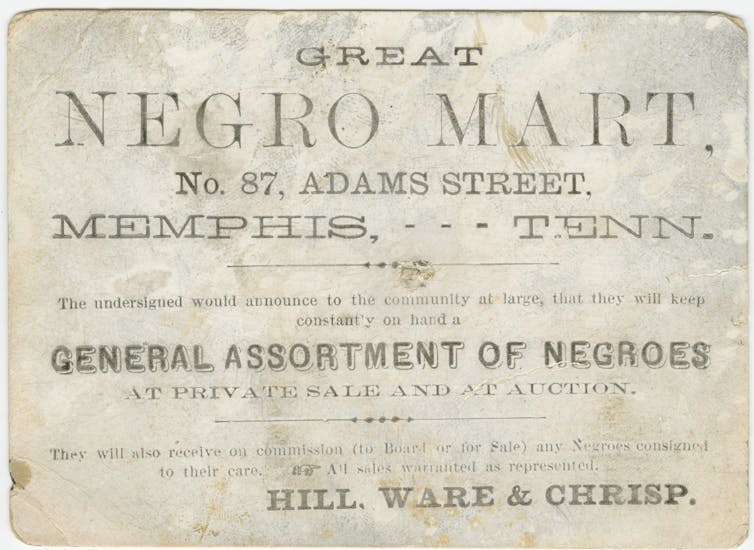 GREAT
NEGRO MART,
No. 87, ADAMS STREET,
MEMPHIS, - - - TENN.
The undersigned would announce to the community at large, that they will keep
constant'y on hand a
GENERAL ASSORTMENT OF NEGROES
AT PRIVATE SALE AND AT AUCTION.
They will also receive on commission (to Board or for Sale) any Negroes consigned
to their care. ☞ All sales warranted as represented.
HILL, WARE & CHRISP.